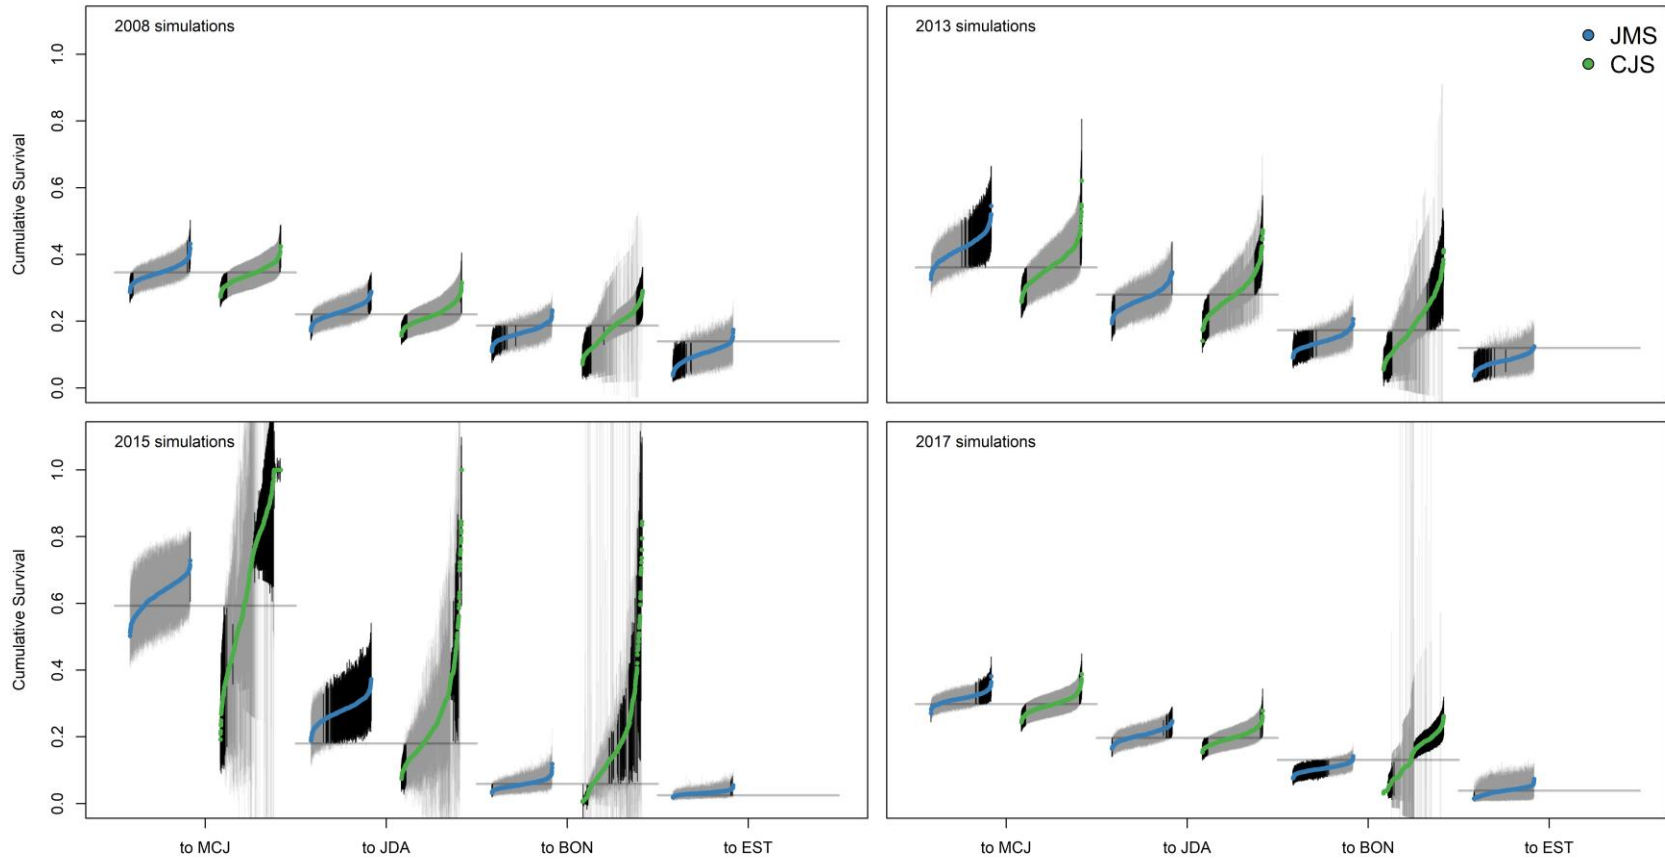 2008 simulations
2013 simulations
JMS
CJS
Cumulative Survival
1.0
0.8
0.6
0.4
0.2
0.0
2015 simulations
2017 simulations
Cumulative Survival
1.0
0.8
0.6
0.4
0.2
0.0
to MCJ
to JDA
to BON
to EST
to MCJ
to JDA
to BON
to EST